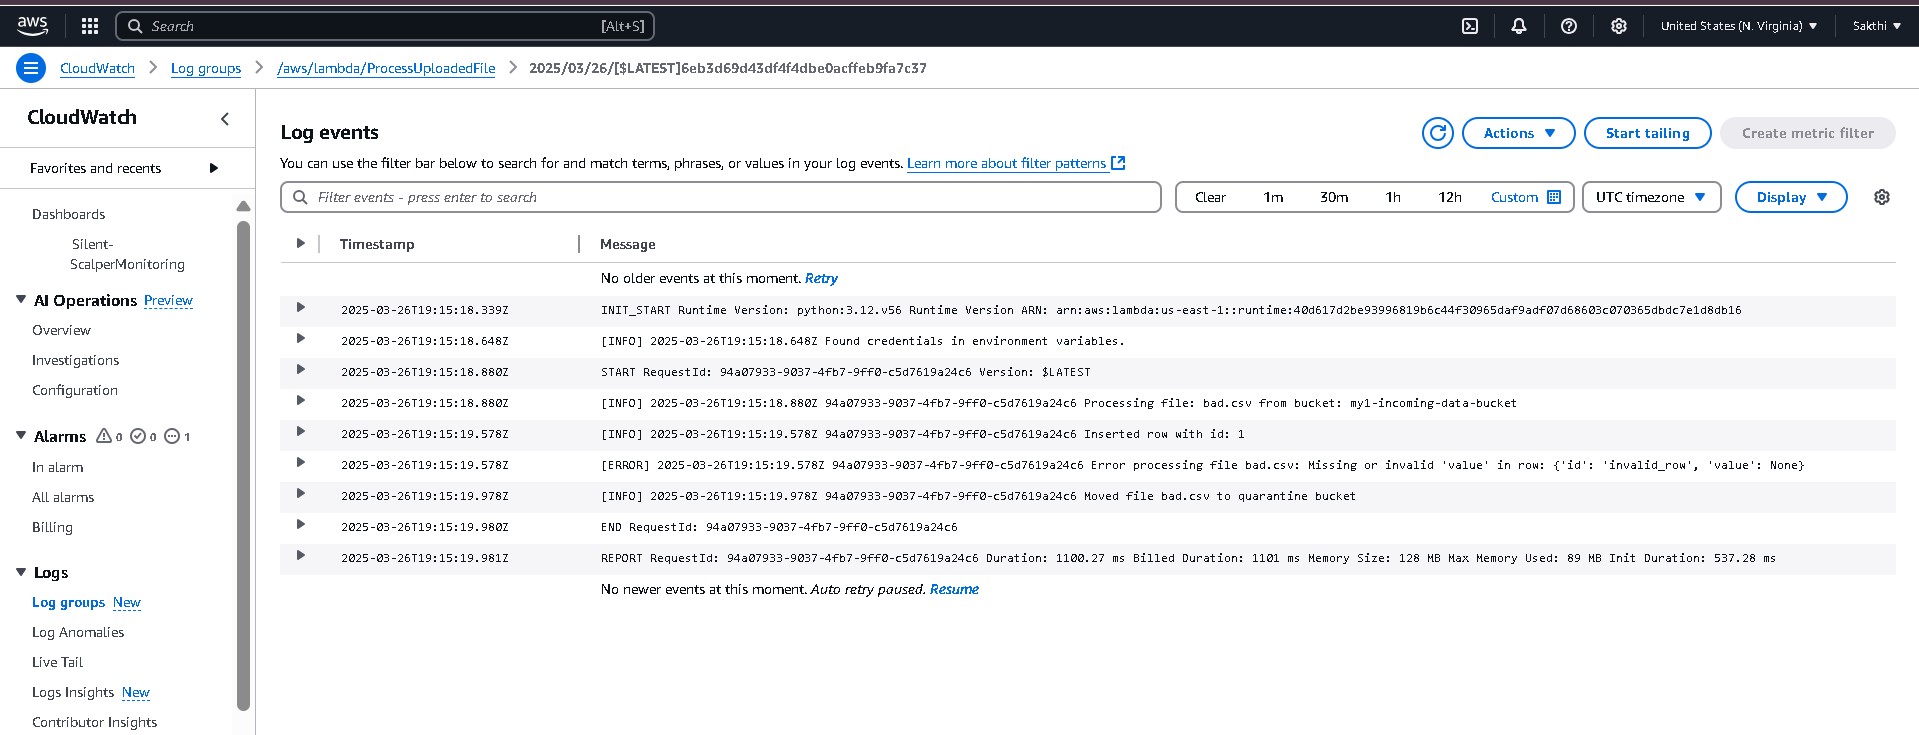 aws Search [Alt+S] United States (N. Virginia) Sakthi
CloudWatch Log groups /aws/lambda/ProcessUploadedFile 2025/03/26/[$LATEST]6eb3d69d43df4f4dbe0acffeb9fa7c37
CloudWatch
Favorites and recents
Dashboards
Silent-
ScalperMonitoring
AI Operations Preview
Overview
Investigations
Configuration
Alarms 0 0 1
In alarm
All alarms
Billing
Logs
Log groups New
Log Anomalies
Live Tail
Logs Insights New
Contributor Insights
Log events
Actions Start tailing Create metric filter
You can use the filter bar below to search for and match terms, phrases, or values in your log events. Learn more about filter patterns
Filter events - press enter to search Clear 1m 30m 1h 12h Custom UTC timezone Display
Timestamp Message
No older events at this moment. Retry
2025-03-26T19:15:18.339Z INIT_START Runtime Version: python:3.12.v56 Runtime Version ARN: arn:aws:lambda:us-east-1::runtime:40d617d2be93996819b6c44f30965daf9adf07d68603c070365dbdc7e1d8db16
2025-03-26T19:15:18.648Z [INFO] 2025-03-26T19:15:18.648Z Found credentials in environment variables.
2025-03-26T19:15:18.880Z START RequestId: 94a07933-9037-4fb7-9ff0-c5d7619a24c6 Version: $LATEST
2025-03-26T19:15:18.880Z [INFO] 2025-03-26T19:15:18.880Z 94a07933-9037-4fb7-9ff0-c5d7619a24c6 Processing file: bad.csv from bucket: my1-incoming-data-bucket
2025-03-26T19:15:19.578Z [INFO] 2025-03-26T19:15:19.578Z 94a07933-9037-4fb7-9ff0-c5d7619a24c6 Inserted row with id: 1
2025-03-26T19:15:19.578Z [ERROR] 2025-03-26T19:15:19.578Z 94a07933-9037-4fb7-9ff0-c5d7619a24c6 Error processing file bad.csv: Missing or invalid 'value' in row: {'id': 'invalid_row', 'value': None}
2025-03-26T19:15:19.978Z [INFO] 2025-03-26T19:15:19.978Z 94a07933-9037-4fb7-9ff0-c5d7619a24c6 Moved file bad.csv to quarantine bucket
2025-03-26T19:15:19.980Z END RequestId: 94a07933-9037-4fb7-9ff0-c5d7619a24c6
2025-03-26T19:15:19.981Z REPORT RequestId: 94a07933-9037-4fb7-9ff0-c5d7619a24c6 Duration: 1100.27 ms Billed Duration: 1101 ms Memory Size: 128 MB Max Memory Used: 89 MB Init Duration: 537.28 ms
No newer events at this moment. Auto retry paused. Resume